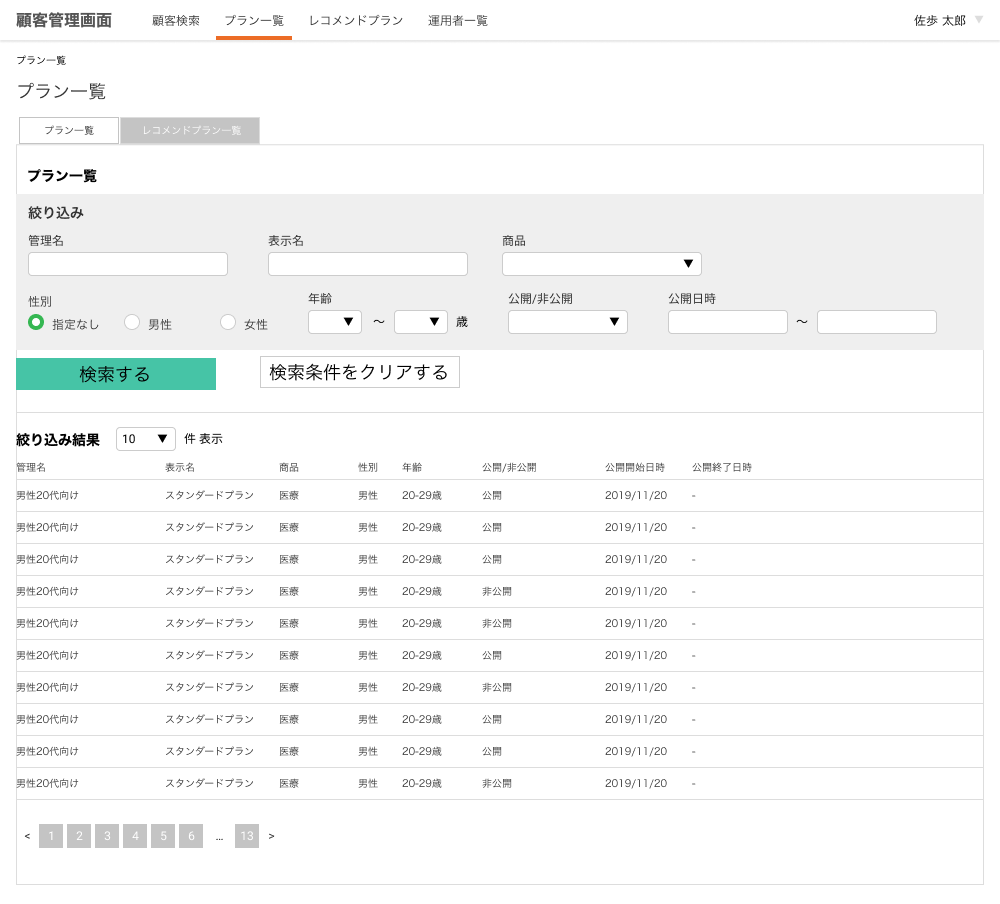 顧客管理画面 顧客検索 プラン一覧 レコメンドプラン 運用者一覧 佐歩 太郎 ▼
プラン一覧
プラン一覧
プラン一覧 レコメンドプラン一覧
プラン一覧
絞り込み
管理名 表示名 商品
▼
性別 年齢 公開/非公開 公開日時
指定なし 男性 女性 ▼ 〜 ▼ 歳 ▼ 〜
検索する 検索条件をクリアする
絞り込み結果 10 ▼ 件 表示
管理名 表示名 商品 性別 年齢 公開/非公開 公開開始日時 公開終了日時
男性20代向け スタンダードプラン 医療 男性 20-29歳 公開 2019/11/20 -
男性20代向け スタンダードプラン 医療 男性 20-29歳 公開 2019/11/20 -
男性20代向け スタンダードプラン 医療 男性 20-29歳 公開 2019/11/20 -
男性20代向け スタンダードプラン 医療 男性 20-29歳 非公開 2019/11/20 -
男性20代向け スタンダードプラン 医療 男性 20-29歳 非公開 2019/11/20 -
男性20代向け スタンダードプラン 医療 男性 20-29歳 公開 2019/11/20 -
男性20代向け スタンダードプラン 医療 男性 20-29歳 非公開 2019/11/20 -
男性20代向け スタンダードプラン 医療 男性 20-29歳 公開 2019/11/20 -
男性20代向け スタンダードプラン 医療 男性 20-29歳 公開 2019/11/20 -
男性20代向け スタンダードプラン 医療 男性 20-29歳 非公開 2019/11/20 -
< 1 2 3 4 5 6 ... 13 >